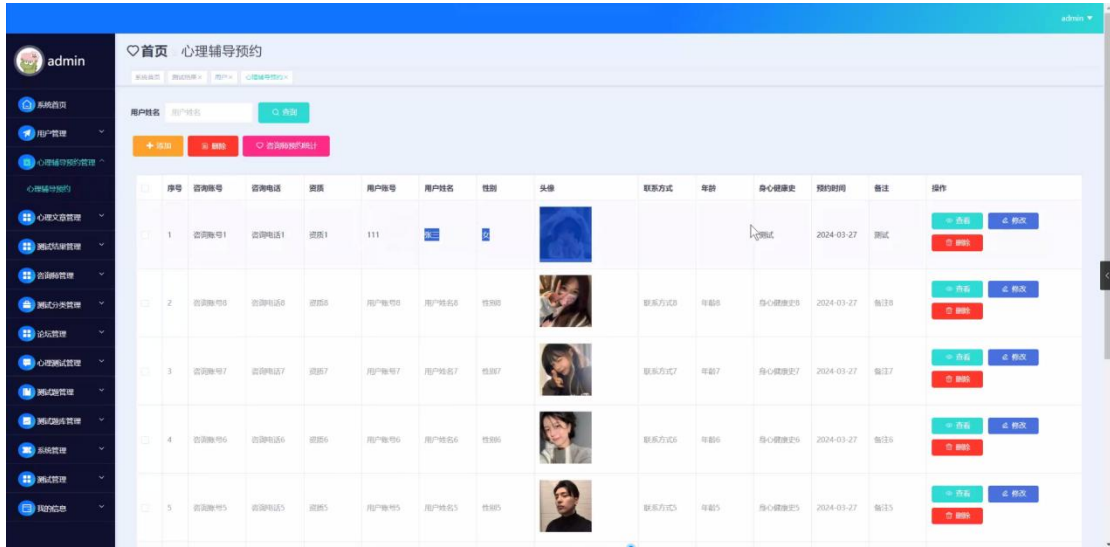 admin
admin
首页 心理辅导预约
系统首页 测试结果× 用户× 心理辅导预约×
系统首页
用户管理
心理辅导预约管理
心理辅导预约
心理文章管理
测试结果管理
咨询师管理
测试分类管理
论坛管理
心理测试管理
测试题管理
测试题库管理
系统管理
测试管理
我的信息
用户姓名 用户姓名 查询
添加 删除 咨询师预约统计
序号 咨询账号 咨询电话 资质 用户账号 用户姓名 性别 头像 联系方式 年龄 身心健康史 预约时间 备注 操作
1 咨询账号1 咨询电话1 资质1 111 张三 女 测试 2024-03-27 测试 查看 修改
删除
2 咨询账号8 咨询电话8 资质8 用户账号8 用户姓名8 性别8 联系方式8 年龄8 身心健康史8 2024-03-27 备注8 查看 修改
删除
3 咨询账号7 咨询电话7 资质7 用户账号7 用户姓名7 性别7 联系方式7 年龄7 身心健康史7 2024-03-27 备注7 查看 修改
删除
4 咨询账号6 咨询电话6 资质6 用户账号6 用户姓名6 性别6 联系方式6 年龄6 身心健康史6 2024-03-27 备注6 查看 修改
删除
5 咨询账号5 咨询电话5 资质5 用户账号5 用户姓名5 性别5 联系方式5 年龄5 身心健康史5 2024-03-27 备注5 查看 修改
删除